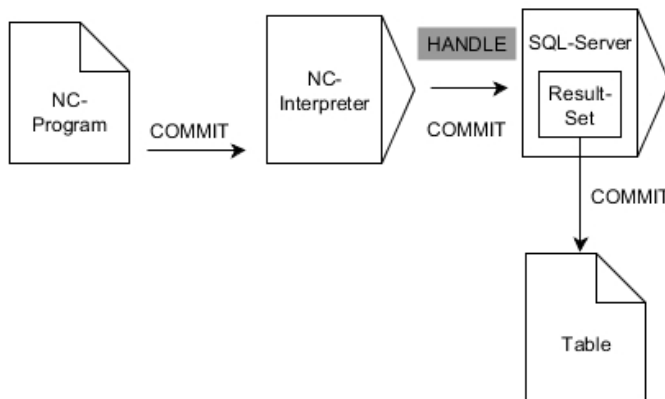 NC-
Program
COMMIT
NC-
Interpreter
HANDLE
COMMIT
SQL-Server
Result-
Set
COMMIT
Table